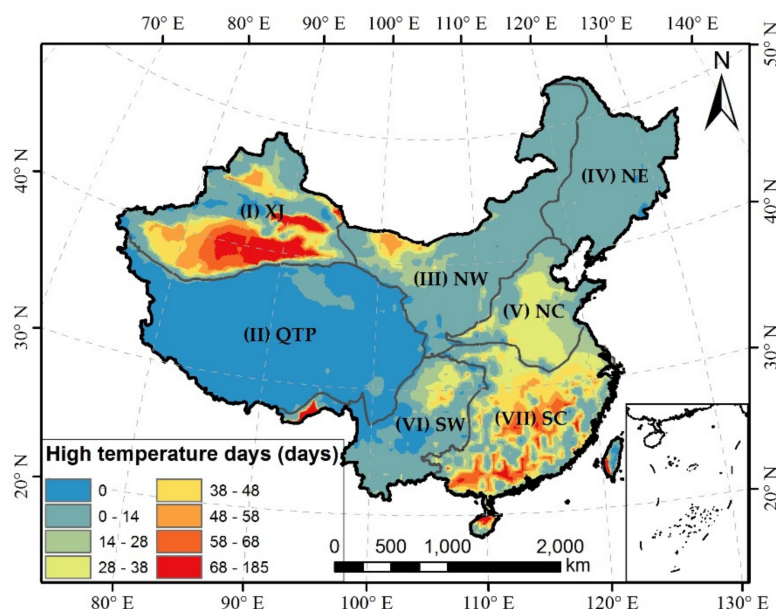 70° E 80° E 90° E 100° E 110° E 120° E 130° E 140° E
50° N
N
40° N
40° N
(IV) NE
(I) XJ
(III) NW
(V) NC
30° N
(II) QTP
30° N
(VI) SW
(VII) SC
High temperature days (days)
20° N
20° N
0 38 - 48
0 - 14 48 - 58
14 - 28 58 - 68
28 - 38 68 - 185
0 500 1,000 2,000
km
80° E 90° E 100° E 110° E 120° E 130° E